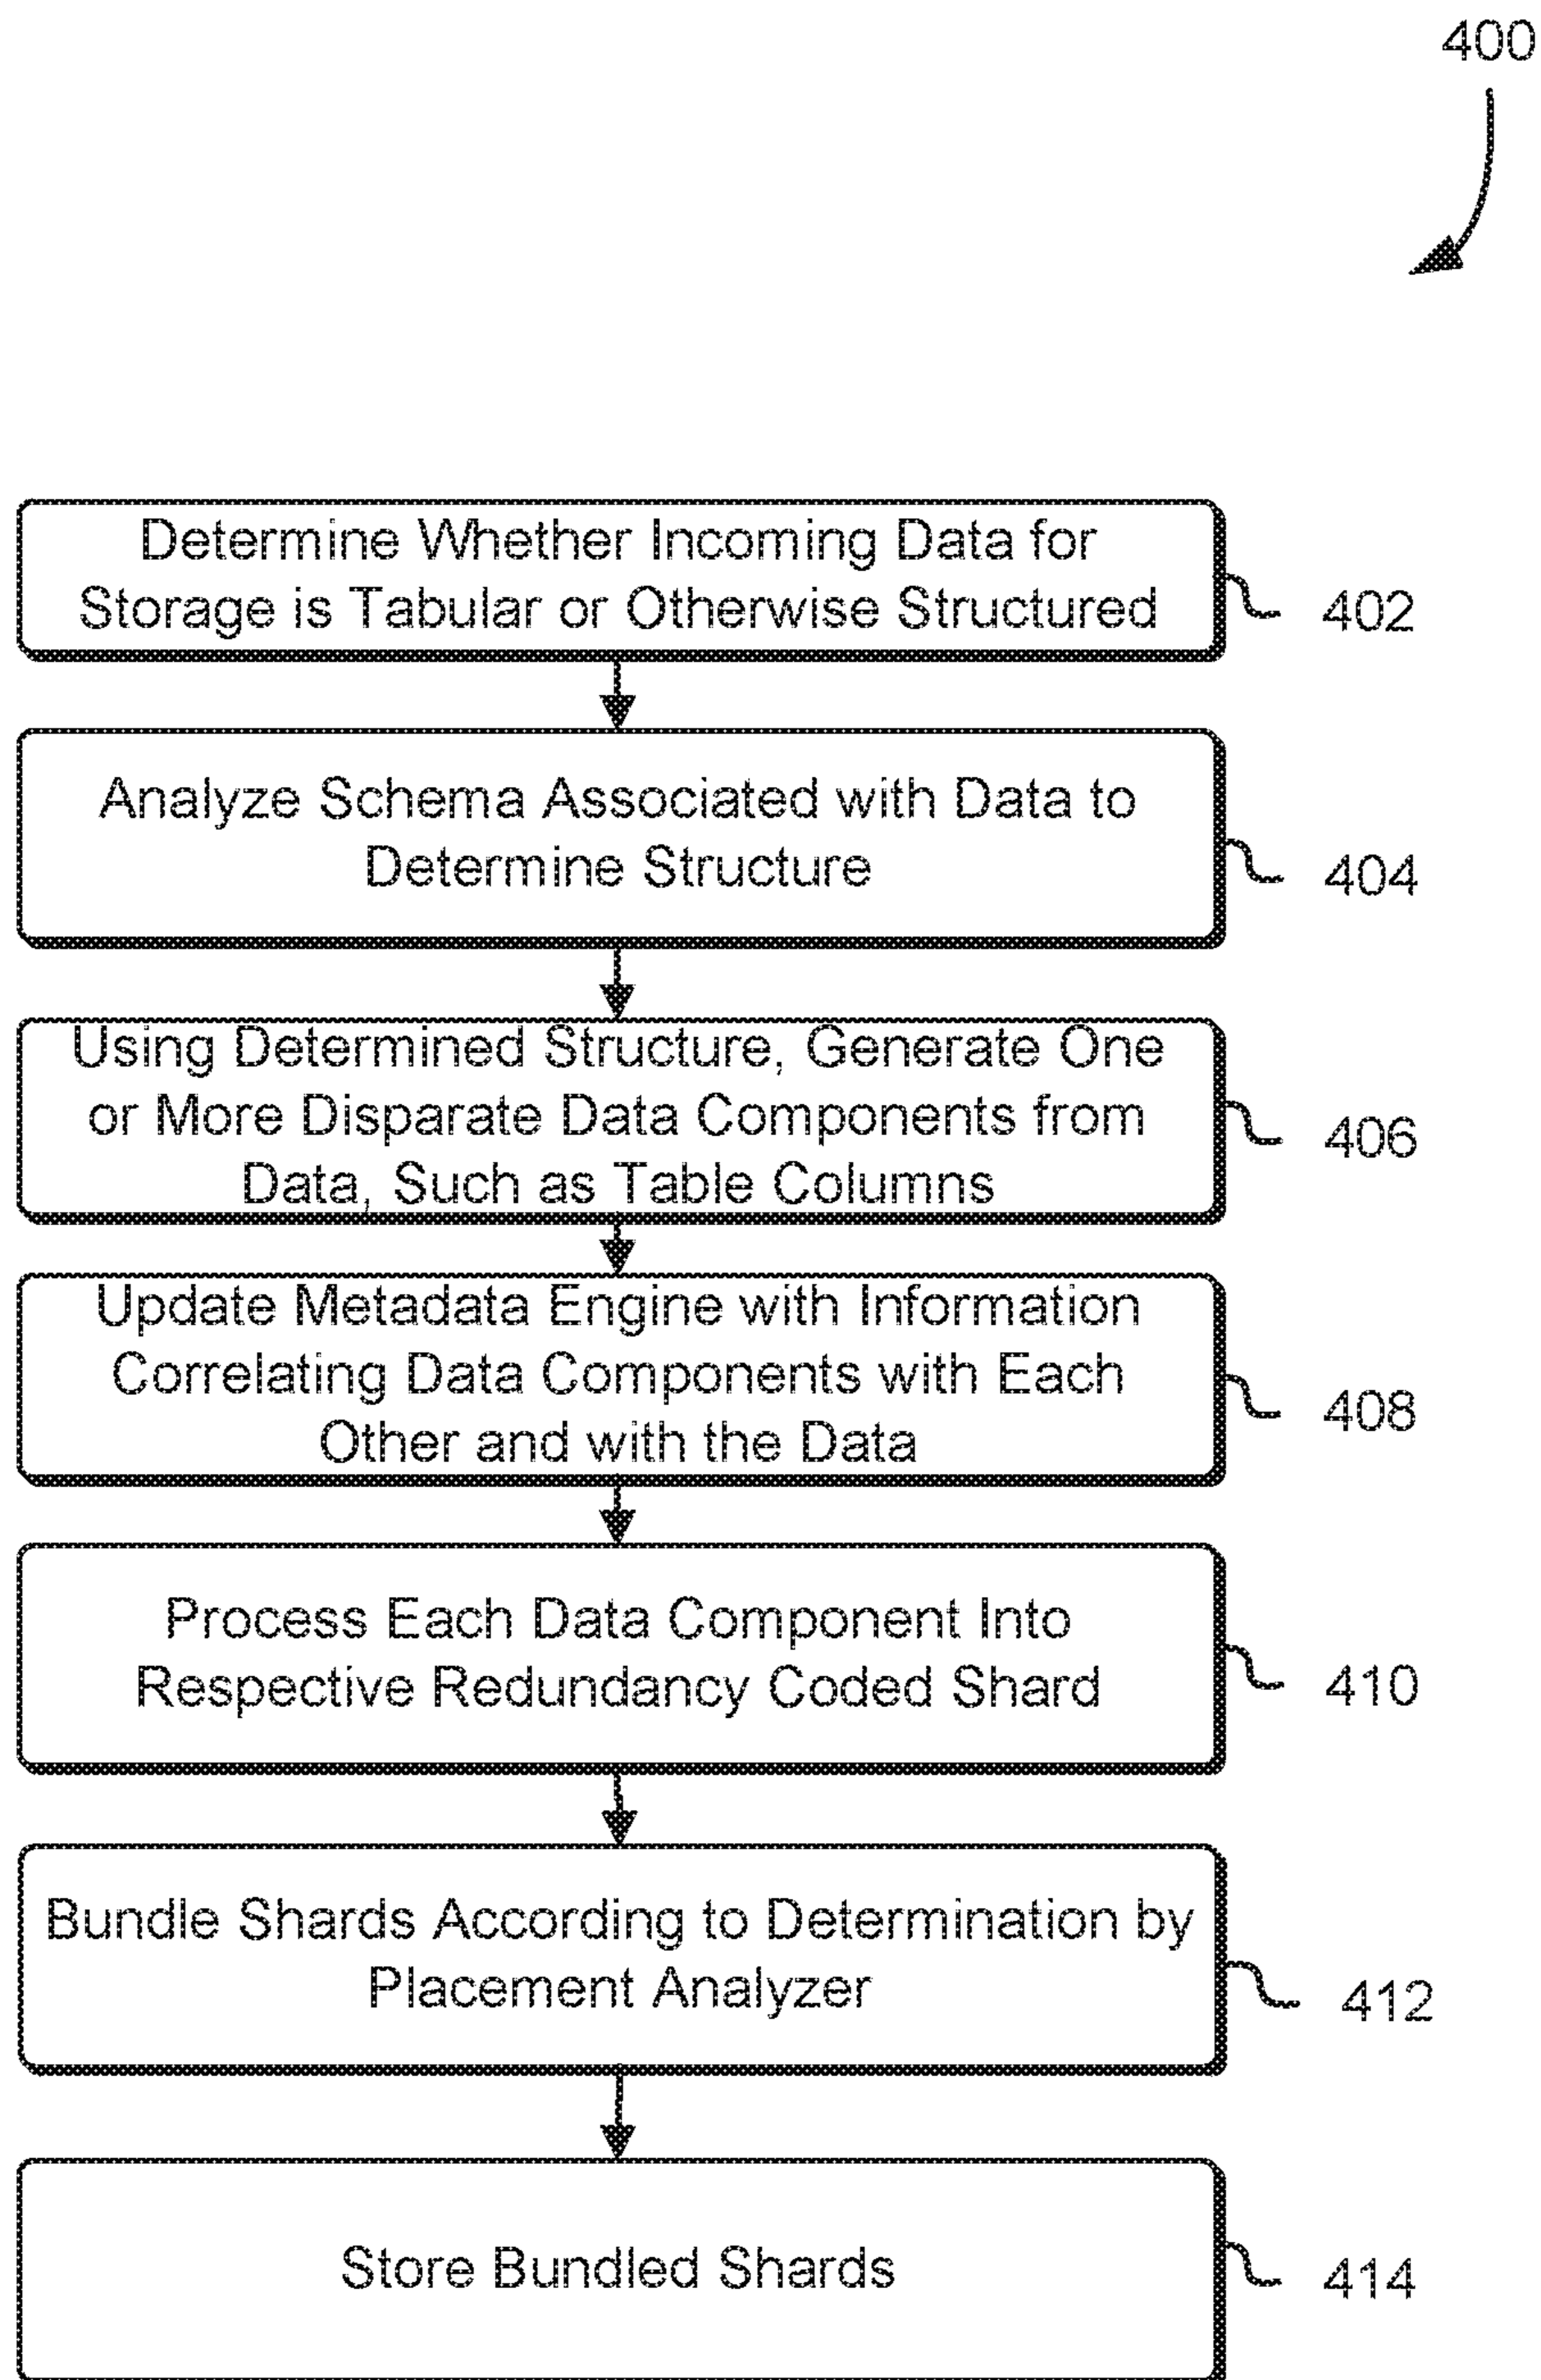 400
Determine Whether Incoming Data for
Storage is Tabular or Otherwise Structured
402
Analyze Schema Associated with Data to
Determine Structure
404
Using Determined Structure, Generate One
or More Disparate Data Components from
Data, Such as Table Columns
406
Update Metadata Engine with Information
Correlating Data Components with Each
Other and with the Data
408
Process Each Data Component Into
Respective Redundancy Coded Shard
410
Bundle Shards According to Determination by
Placement Analyzer
412
Store Bundled Shards
414